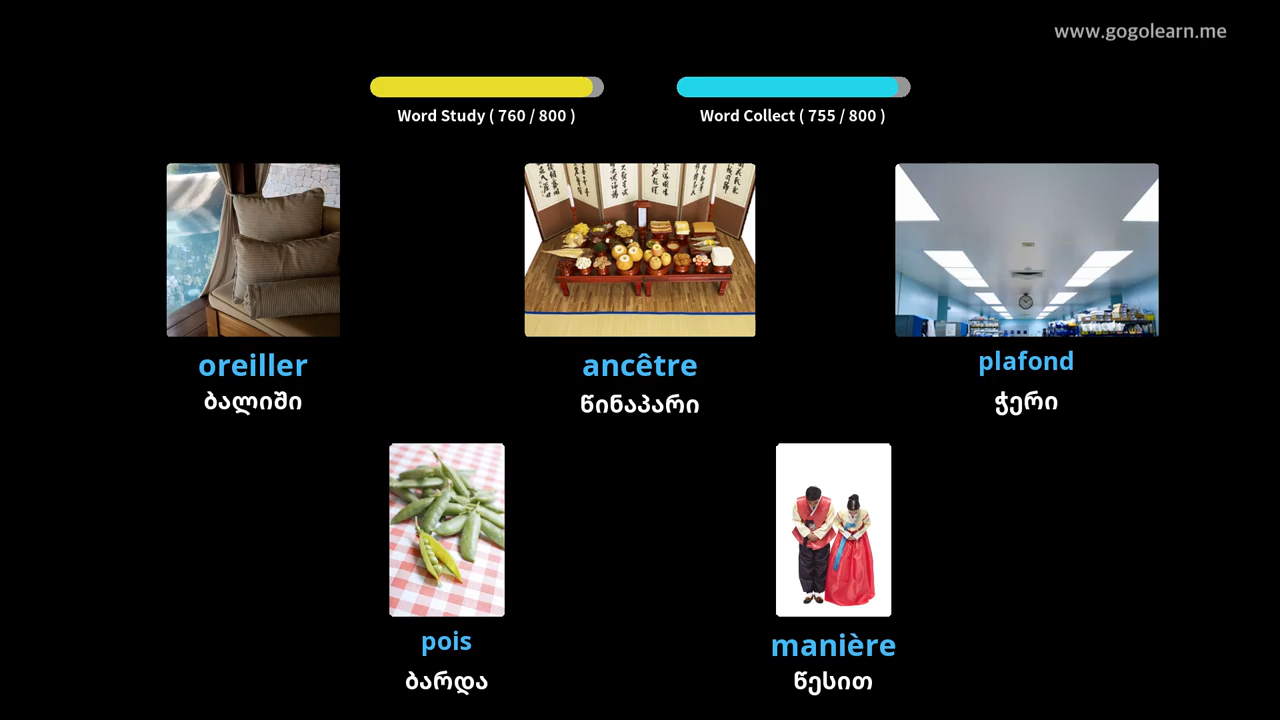 www.gogolearn.me
Word Study ( 760 / 800 )
Word Collect ( 755 / 800 )
oreiller
ბალიში
ancêtre
წინაპარი
plafond
ჭერი
pois
ბარდა
manière
წესით